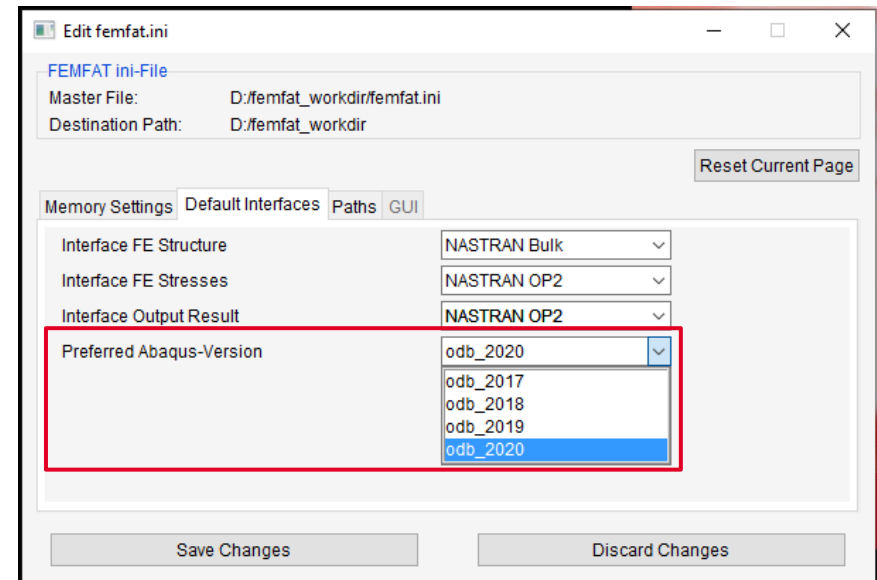 Edit femfat.ini
FEMFAT ini-File
Master File: D:/femfat_workdir/femfat.ini
Destination Path: D:/femfat_workdir
Reset Current Page
Memory Settings Default Interfaces Paths GUI
Interface FE Structure NASTRAN Bulk
Interface FE Stresses NASTRAN OP2
Interface Output Result NASTRAN OP2
Preferred Abaqus-Version odb_2020
odb_2017
odb_2018
odb_2019
odb_2020
Save Changes Discard Changes